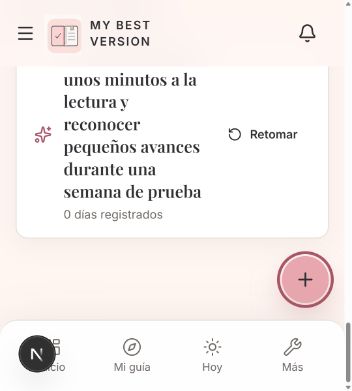 MY BEST
VERSION
unos minutos a la
lectura y
reconocer
pequeños avances
durante una
semana de prueba
Retomar
0 días registrados
+
N
cio
Mi guía
Hoy
Más